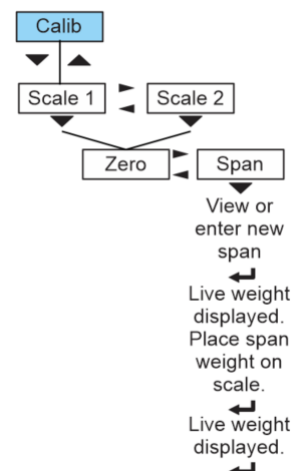 Calib
Scale 1
Scale 2
Zero
Span
View or
enter new
span
Live weight
displayed.
Place span
weight on
scale.
Live weight
displayed.